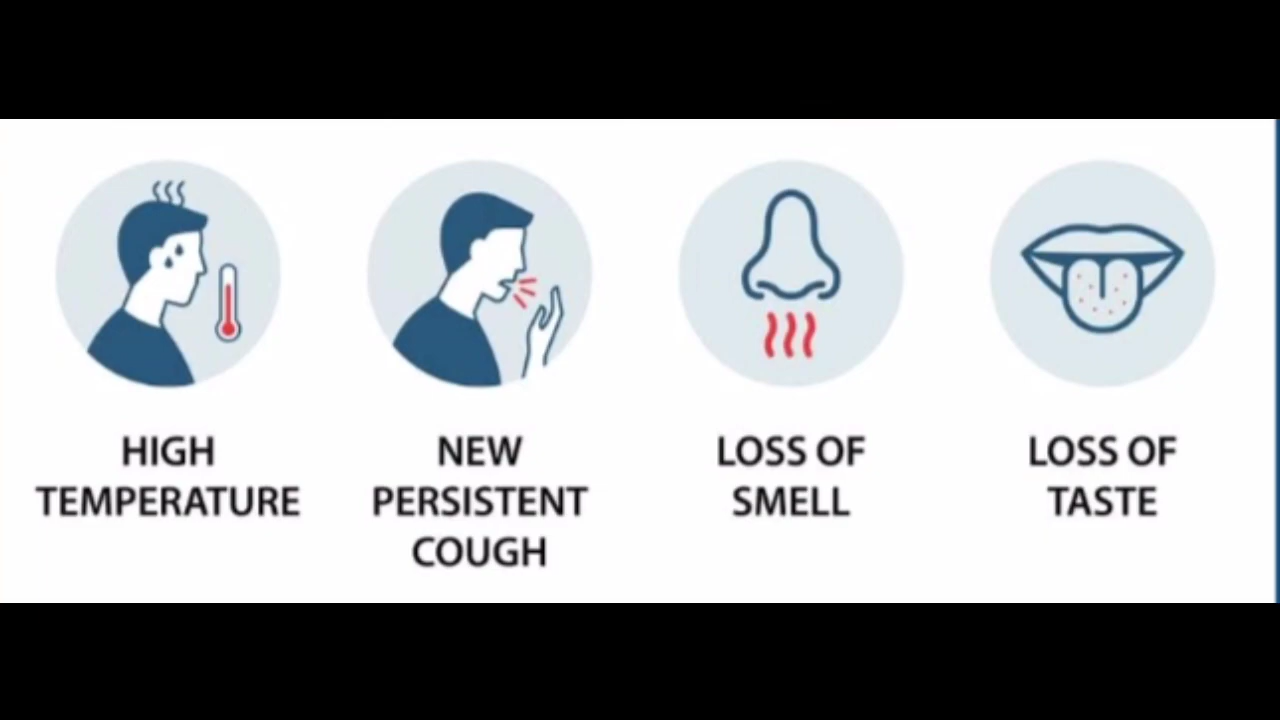 HIGH
TEMPERATURE
NEW
PERSISTENT
COUGH
LOSS OF
SMELL
LOSS OF
TASTE